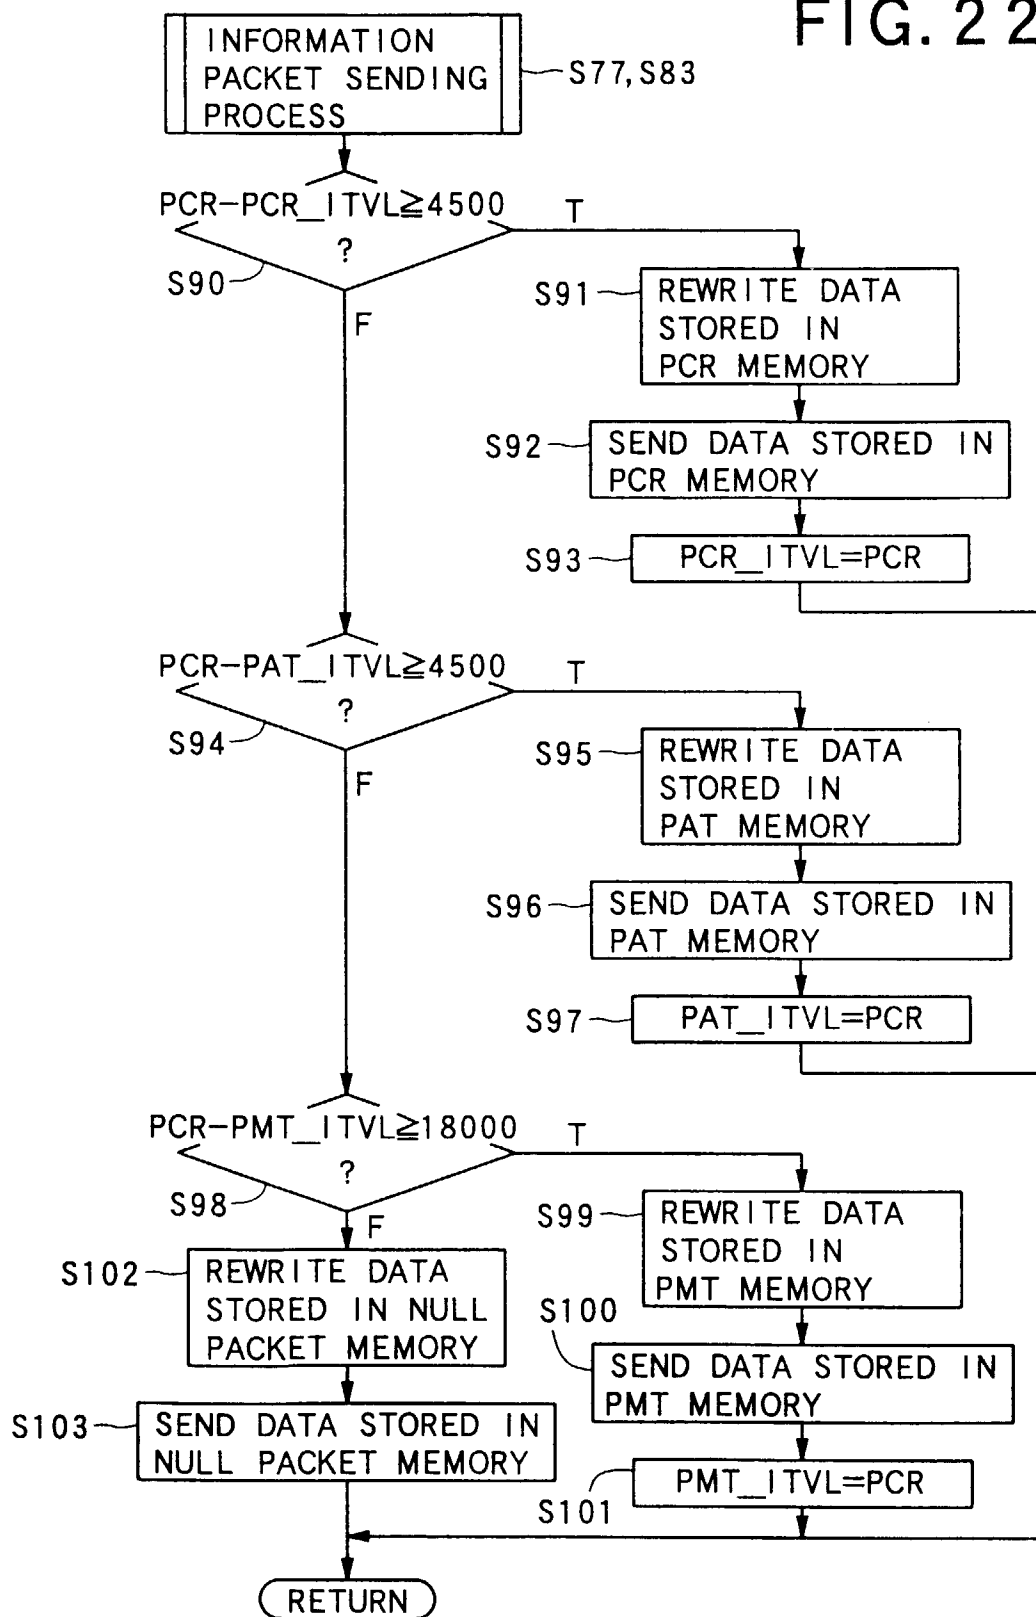 FIG. 22
INFORMATION
PACKET SENDING
PROCESS
S77, S83
PCR-PCR_ITVL≧4500
?
T
S90
F
S91
REWRITE DATA
STORED IN
PCR MEMORY
S92
SEND DATA STORED IN
PCR MEMORY
S93
PCR_ITVL=PCR
PCR-PAT_ITVL≧4500
?
T
S94
F
S95
REWRITE DATA
STORED IN
PAT MEMORY
S96
SEND DATA STORED IN
PAT MEMORY
S97
PAT_ITVL=PCR
PCR-PMT_ITVL≧18000
?
T
S98
F
S99
REWRITE DATA
STORED IN
PMT MEMORY
S102
REWRITE DATA
STORED IN NULL
PACKET MEMORY
S100
SEND DATA STORED IN
PMT MEMORY
S103
SEND DATA STORED IN
NULL PACKET MEMORY
PMT_ITVL=PCR
S101
RETURN